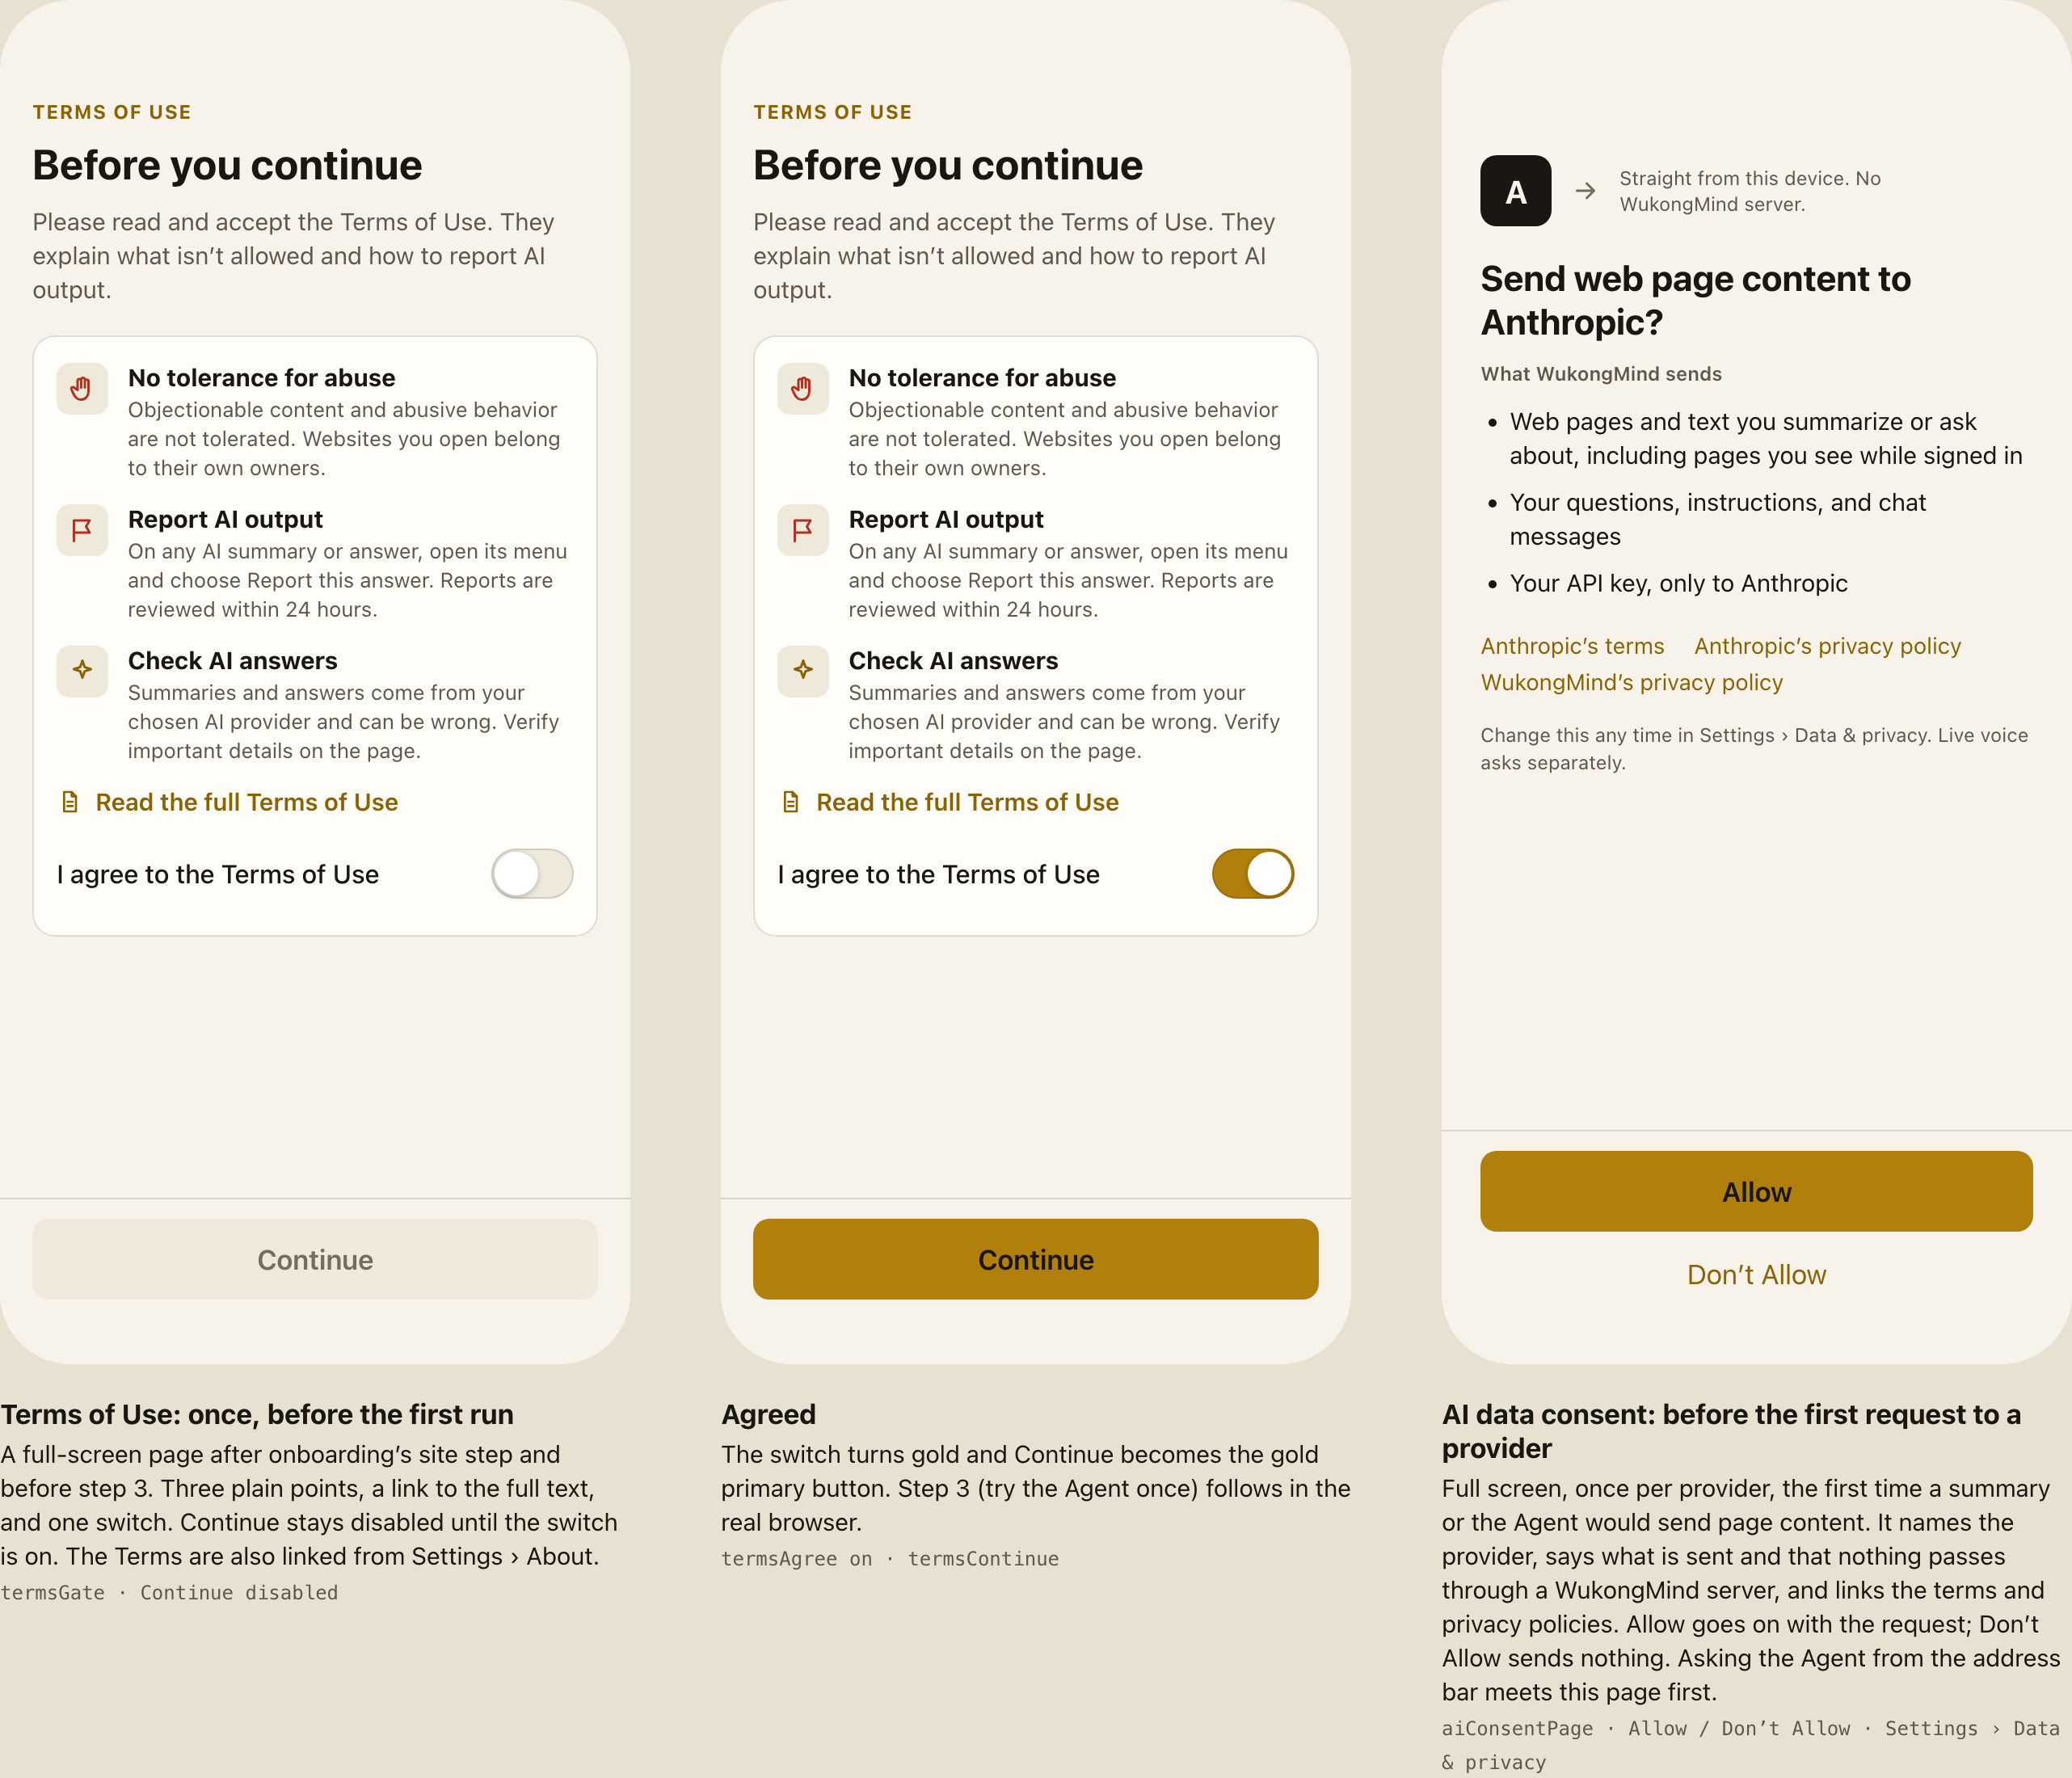 TERMS OF USE
Before you continue
Please read and accept the Terms of Use. They
explain what isn’t allowed and how to report AI
output.
No tolerance for abuse
Objectionable content and abusive behavior
are not tolerated. Websites you open belong
to their own owners.
Report AI output
On any AI summary or answer, open its menu
and choose Report this answer. Reports are
reviewed within 24 hours.
Check AI answers
Summaries and answers come from your
chosen AI provider and can be wrong. Verify
important details on the page.
Read the full Terms of Use
I agree to the Terms of Use
Continue
Terms of Use: once, before the first run
A full-screen page after onboarding’s site step and
before step 3. Three plain points, a link to the full text,
and one switch. Continue stays disabled until the switch
is on. The Terms are also linked from Settings › About.
termsGate · Continue disabled
TERMS OF USE
Before you continue
Please read and accept the Terms of Use. They
explain what isn’t allowed and how to report AI
output.
No tolerance for abuse
Objectionable content and abusive behavior
are not tolerated. Websites you open belong
to their own owners.
Report AI output
On any AI summary or answer, open its menu
and choose Report this answer. Reports are
reviewed within 24 hours.
Check AI answers
Summaries and answers come from your
chosen AI provider and can be wrong. Verify
important details on the page.
Read the full Terms of Use
I agree to the Terms of Use
Continue
Agreed
The switch turns gold and Continue becomes the gold
primary button. Step 3 (try the Agent once) follows in the
real browser.
termsAgree on · termsContinue
A
Straight from this device. No
WukongMind server.
Send web page content to
Anthropic?
What WukongMind sends
• Web pages and text you summarize or ask
about, including pages you see while signed in
• Your questions, instructions, and chat
messages
• Your API key, only to Anthropic
Anthropic’s terms Anthropic’s privacy policy
WukongMind’s privacy policy
Change this any time in Settings › Data & privacy. Live voice
asks separately.
Allow
Don’t Allow
AI data consent: before the first request to a
provider
Full screen, once per provider, the first time a summary
or the Agent would send page content. It names the
provider, says what is sent and that nothing passes
through a WukongMind server, and links the terms and
privacy policies. Allow goes on with the request; Don’t
Allow sends nothing. Asking the Agent from the address
bar meets this page first.
aiConsentPage · Allow / Don’t Allow · Settings › Data
& privacy